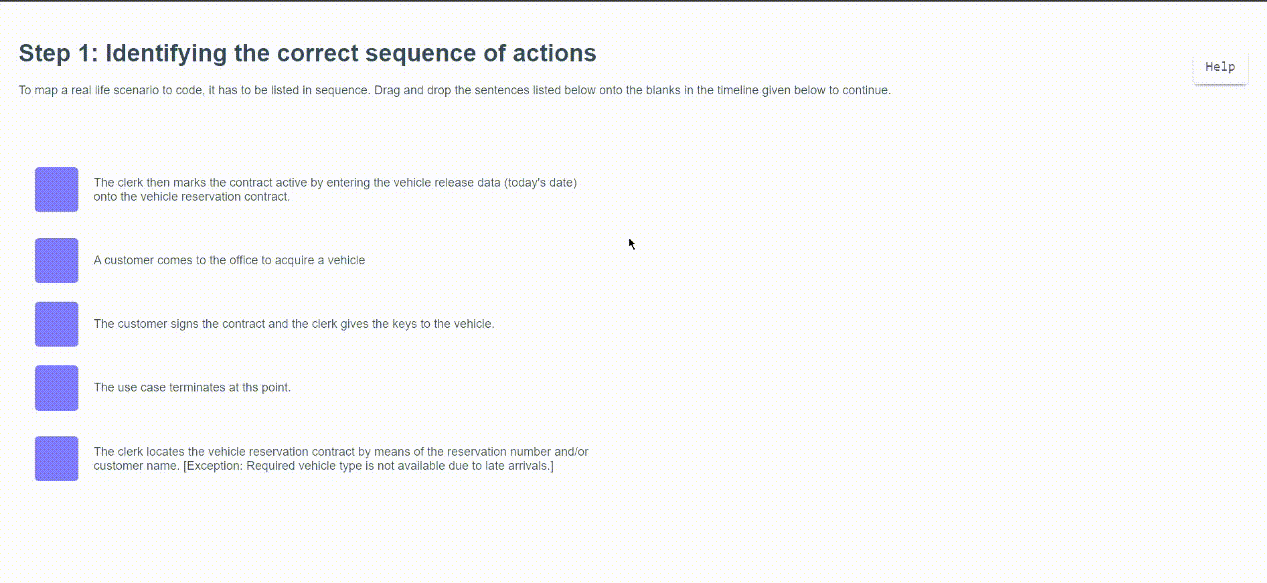 Step 1: Identifying the correct sequence of actions
Help
To map a real life scenario to code, it has to be listed in sequence. Drag and drop the sentences listed below onto the blanks in the timeline given below to continue.
The clerk then marks the contract active by entering the vehicle release data (today's date)
onto the vehicle reservation contract.
A customer comes to the office to acquire a vehicle
The customer signs the contract and the clerk gives the keys to the vehicle.
The use case terminates at ths point.
The clerk locates the vehicle reservation contract by means of the reservation number and/or
customer name. [Exception: Required vehicle type is not available due to late arrivals.]